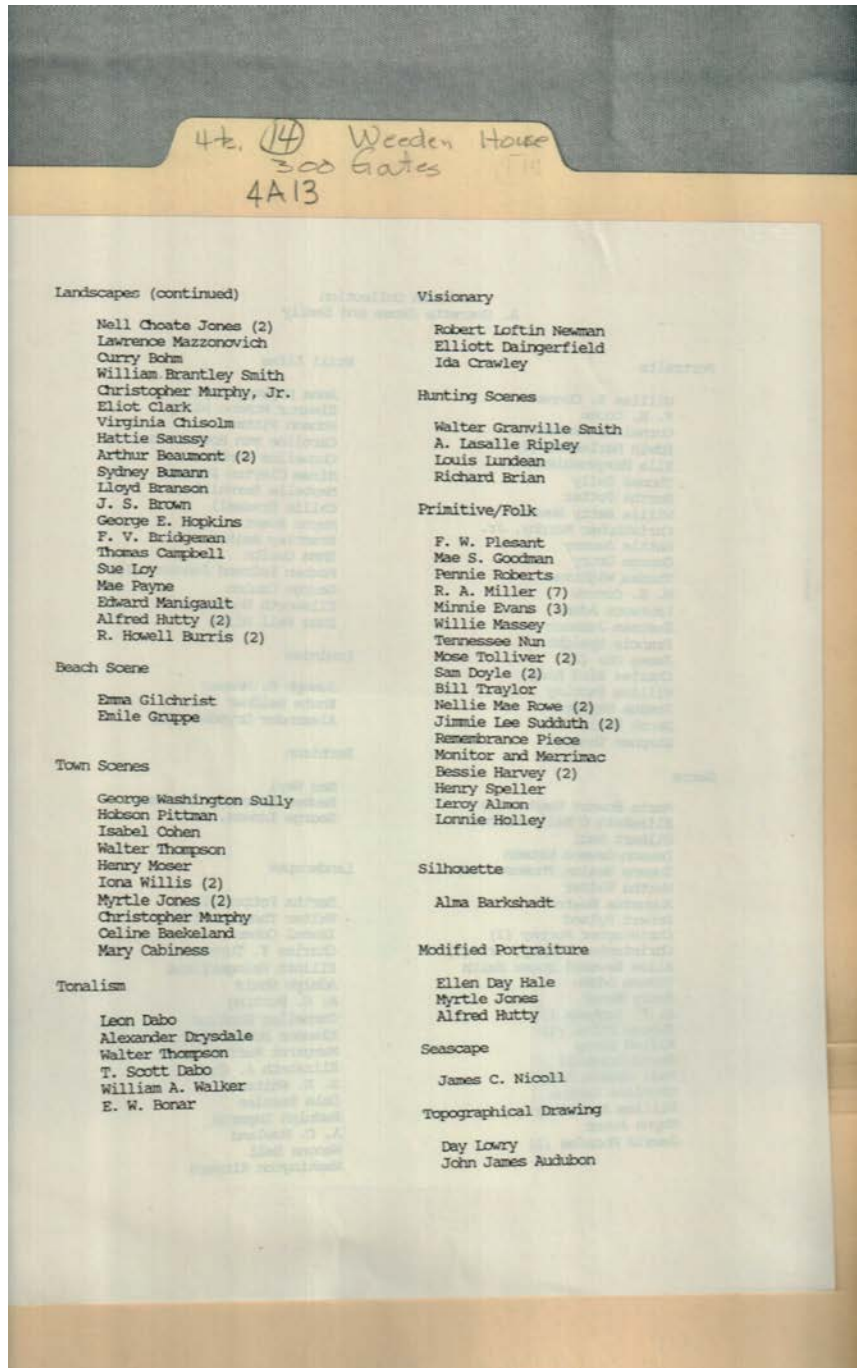 4t. 14 Weeden House
300 Gates
4A13
Landscapes (continued)
Nell Choate Jones (2)
Lawrence Mazzonovich
Curry Bohm
William Brantley Smith
Christopher Murphy, Jr.
Eliot Clark
Virginia Chisolm
Hattie Saussy
Arthur Beaumont (2)
Sydney Bumann
Lloyd Branson
J. S. Brown
George E. Hopkins
F. V. Bridgeman
Thomas Campbell
Sue Loy
Mae Payne
Edward Manigault
Alfred Hutty (2)
R. Howell Burris (2)
Beach Scene
Emma Gilchrist
Emile Gruppe
Town Scenes
George Washington Sully
Hobson Pittman
Isabel Cohen
Walter Thompson
Henry Moser
Iona Willis (2)
Myrtle Jones (2)
Christopher Murphy
Celine Baekeland
Mary Cabiness
Tonalism
Leon Dabo
Alexander Drysdale
Walter Thompson
T. Scott Dabo
William A. Walker
E. W. Bonar
Visionary
Robert Loftin Newman
Elliott Daingerfield
Ida Crawley
Hunting Scenes
Walter Granville Smith
A. Lasalle Ripley
Louis Lundean
Richard Brian
Primitive/Folk
F. W. Plesant
Mae S. Goodman
Pennie Roberts
R. A. Miller (7)
Minnie Evans (3)
Willie Massey
Tennessee Nun
Mose Tolliver (2)
Sam Doyle (2)
Bill Traylor
Nellie Mae Rowe (2)
Jimmie Lee Sudduth (2)
Remembrance Piece
Monitor and Merrimac
Bessie Harvey (2)
Henry Speller
Leroy Almon
Lonnie Holley
Silhouette
Alma Barkshadt
Modified Portraiture
Ellen Day Hale
Myrtle Jones
Alfred Hutty
Seascape
James C. Nicoll
Topographical Drawing
Day Lowry
John James Audubon